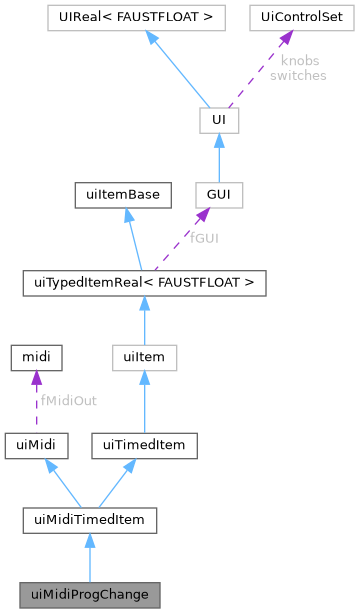 UIReal< FAUSTFLOAT >
UiControlSet
knobs
switches
UI
uiItemBase
GUI
fGUI
uiTypedItemReal< FAUSTFLOAT >
midi
uiItem
fMidiOut
uiMidi
uiTimedItem
uiMidiTimedItem
uiMidiProgChange